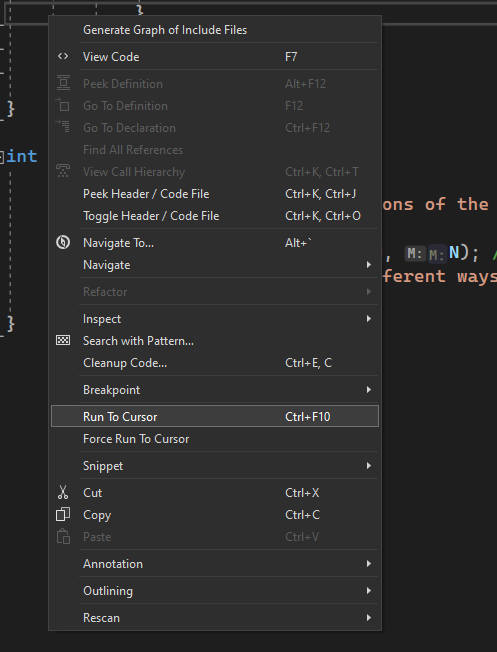 }
Generate Graph of Include Files
View Code F7
Peek Definition Alt+F12
Go To Definition F12
}
Go To Declaration Ctrl+F12
Find All References
int
View Call Hierarchy Ctrl+K, Ctrl+T
Peek Header / Code File Ctrl+K, Ctrl+J
ons of the
Toggle Header / Code File Ctrl+K, Ctrl+O
Navigate To... Alt+`
, M: M: N); /
Navigate
ferent ways
Refactor
Inspect
}
Search with Pattern...
Cleanup Code... Ctrl+E, C
Breakpoint
Run To Cursor Ctrl+F10
Force Run To Cursor
Snippet
Cut Ctrl+X
Copy Ctrl+C
Paste Ctrl+V
Annotation
Outlining
Rescan